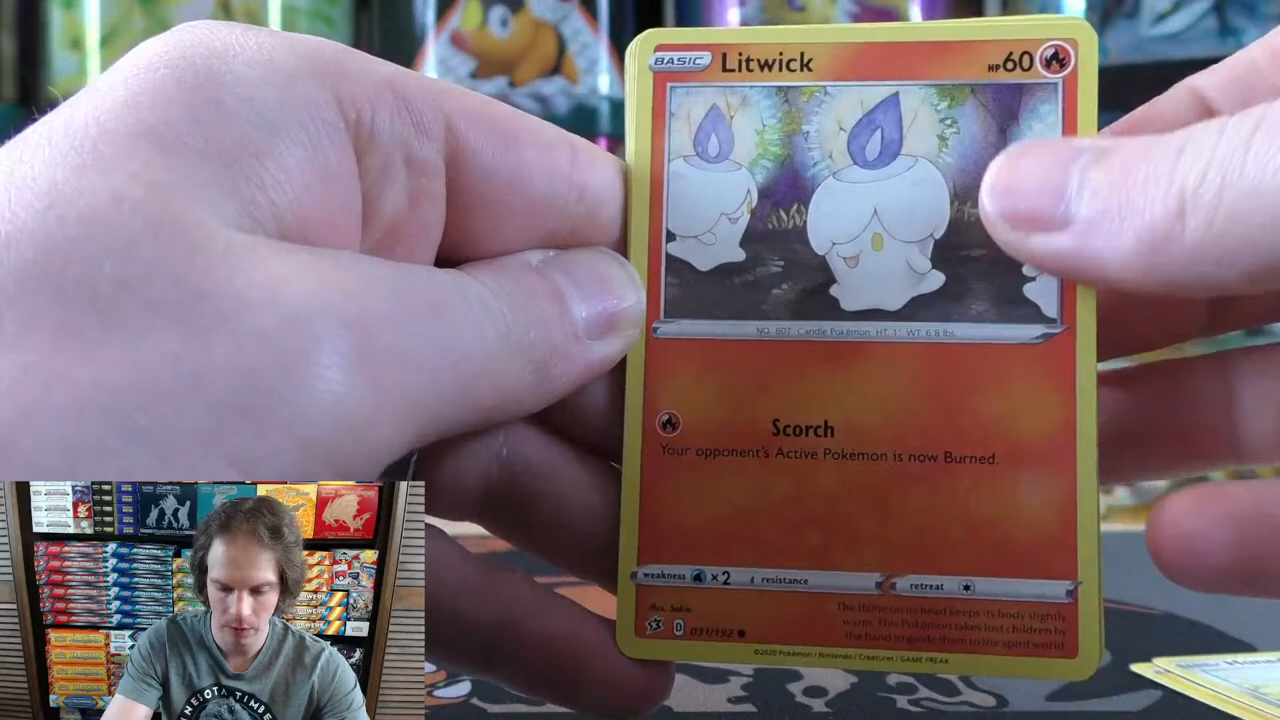 BASIC Litwick HP60
NO. 607 Candle Pokémon HT: 1' WT: 6.8 lbs.
Scorch
Your opponent's Active Pokémon is now Burned.
weakness ×2 resistance retreat
Illus. Sekio
The flame on its head keeps its body slightly
warm. This Pokémon takes lost children by
the hand to guide them to the spirit world.
D 031/192
©2020 Pokémon / Nintendo / Creatures / GAME FREAK